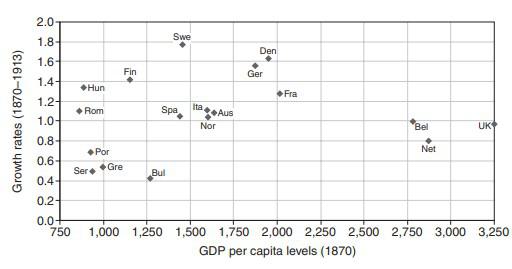 2.0
1.8
1.6
1.4
1.2
1.0
0.8
0.6
0.4
0.2
0.0
Growth rates (1870–1913)
Swe
Den
Ger
Fin
Hun
Fra
Rom
Spa
Ita
Aus
Nor
Bel
UK
Net
Por
Ser
Gre
Bul
750 1,000 1,250 1,500 1,750 2,000 2,250 2,500 2,750 3,000 3,250
GDP per capita levels (1870)